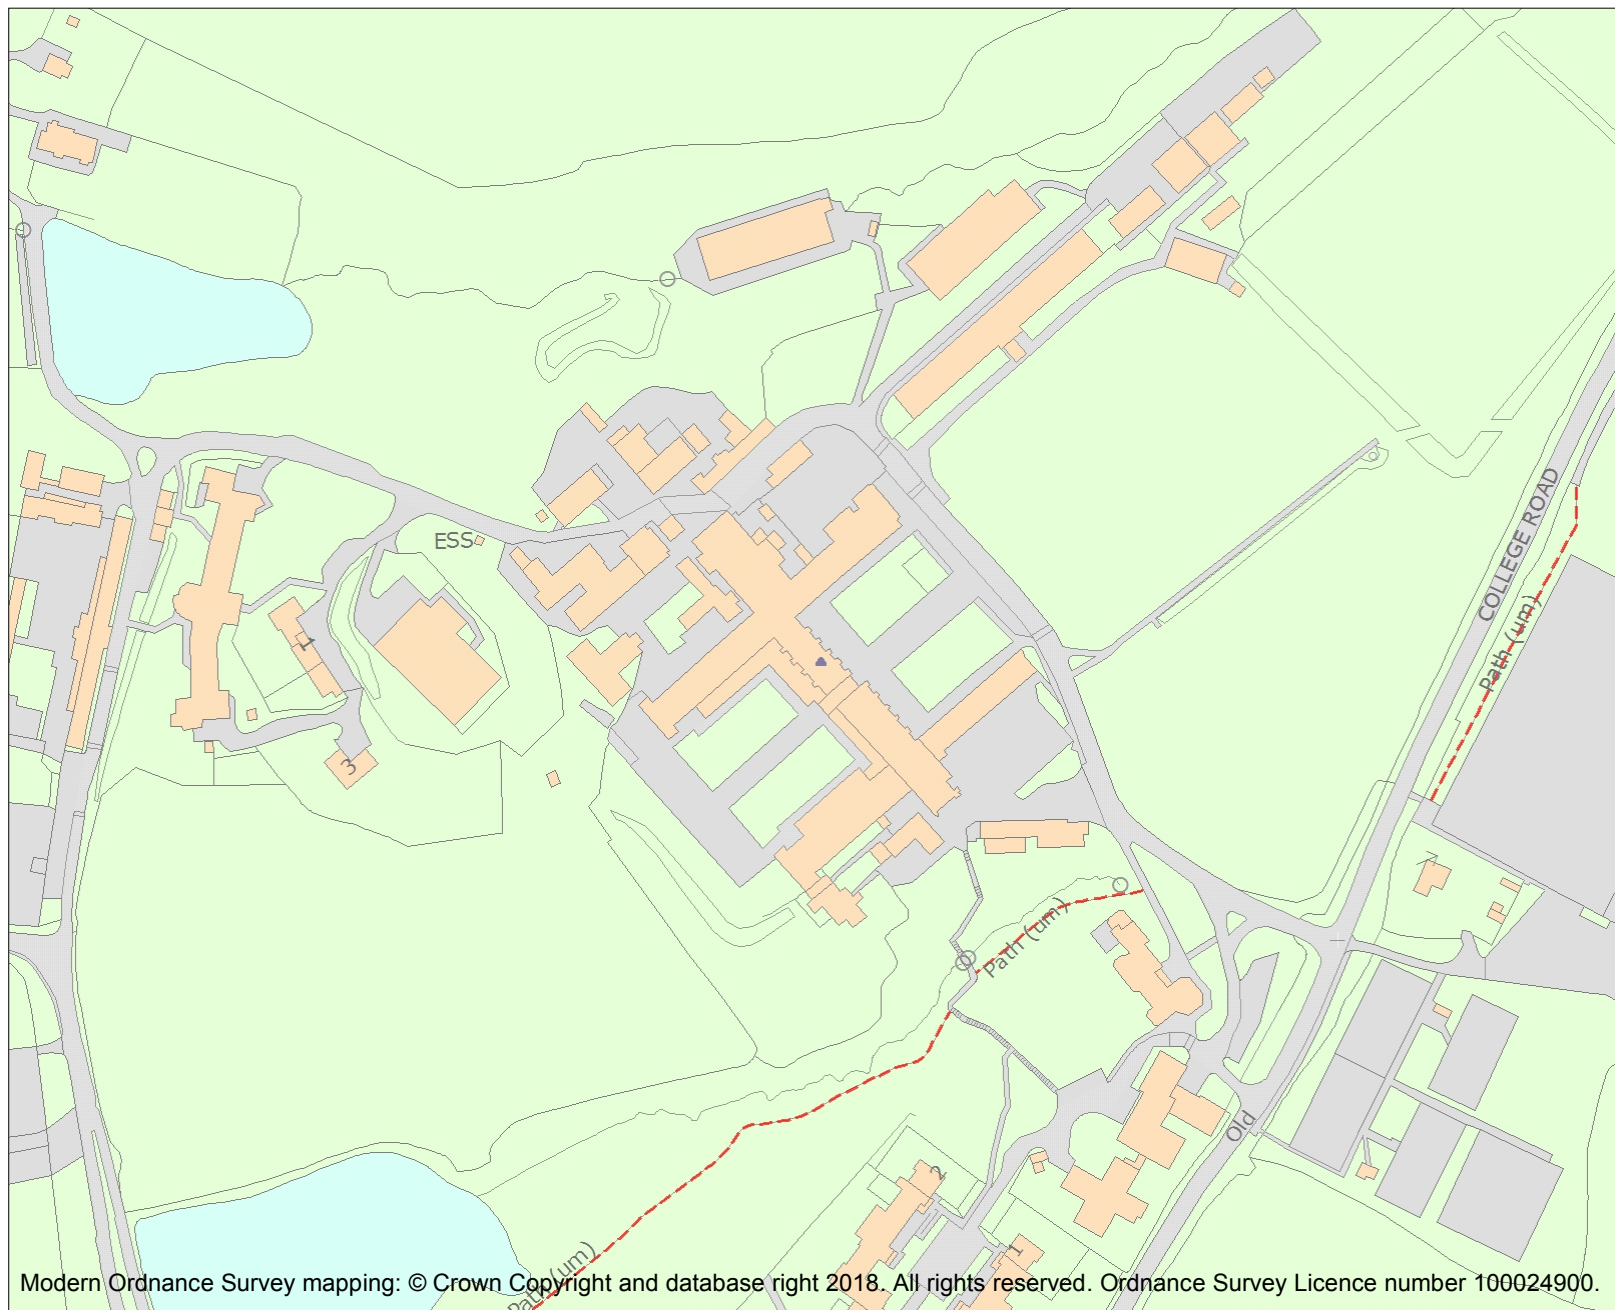 COLLEGE ROAD
ESS
Path (um)
1
3
Path (um)
Old
2
1
Path (um)
Modern Ordnance Survey mapping: © Crown Copyright and database right 2018. All rights reserved. Ordnance Survey Licence number 100024900.